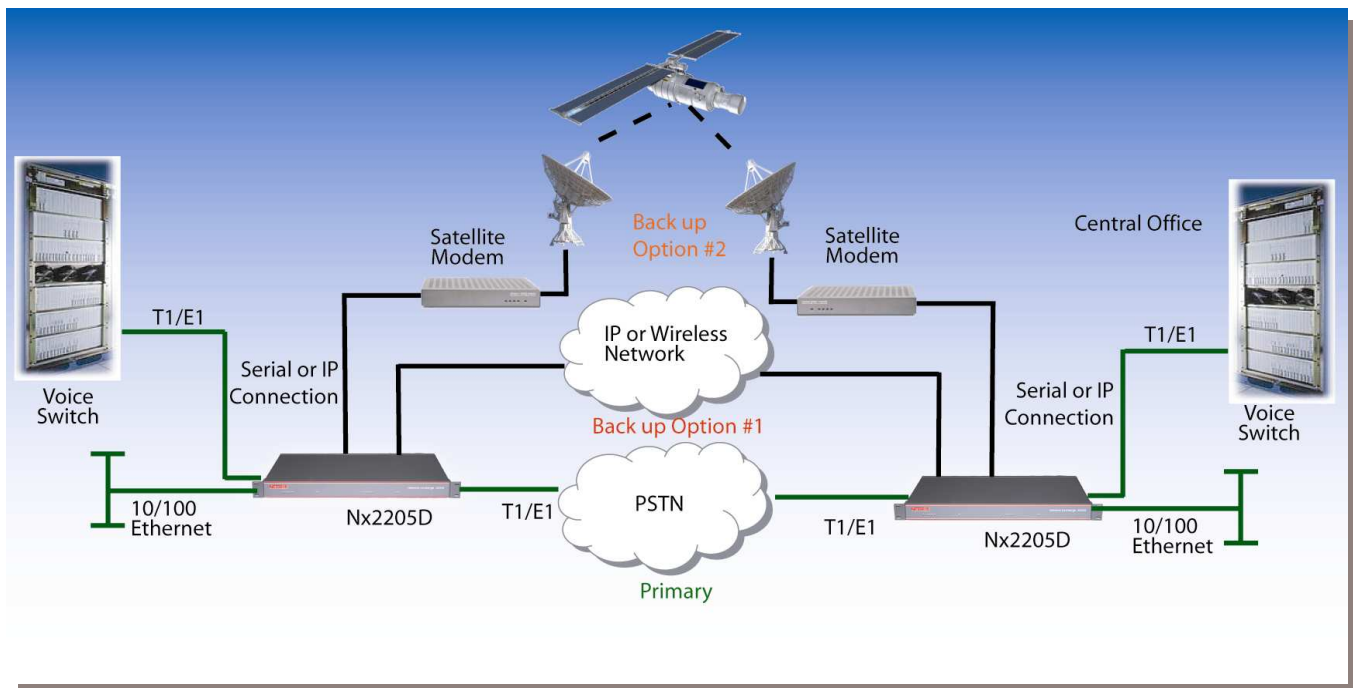 Back up
Option #2
Central Office
Satellite
Modem
Satellite
Modem
T1/E1
IP or Wireless
Network
T1/E1
Serial or IP
Connection
Serial or IP
Connection
Voice
Switch
Voice
Switch
Back up Option #1
10/100
Ethernet
Nx2205D
T1/E1
PSTN
T1/E1
Nx2205D
10/100
Ethernet
Primary